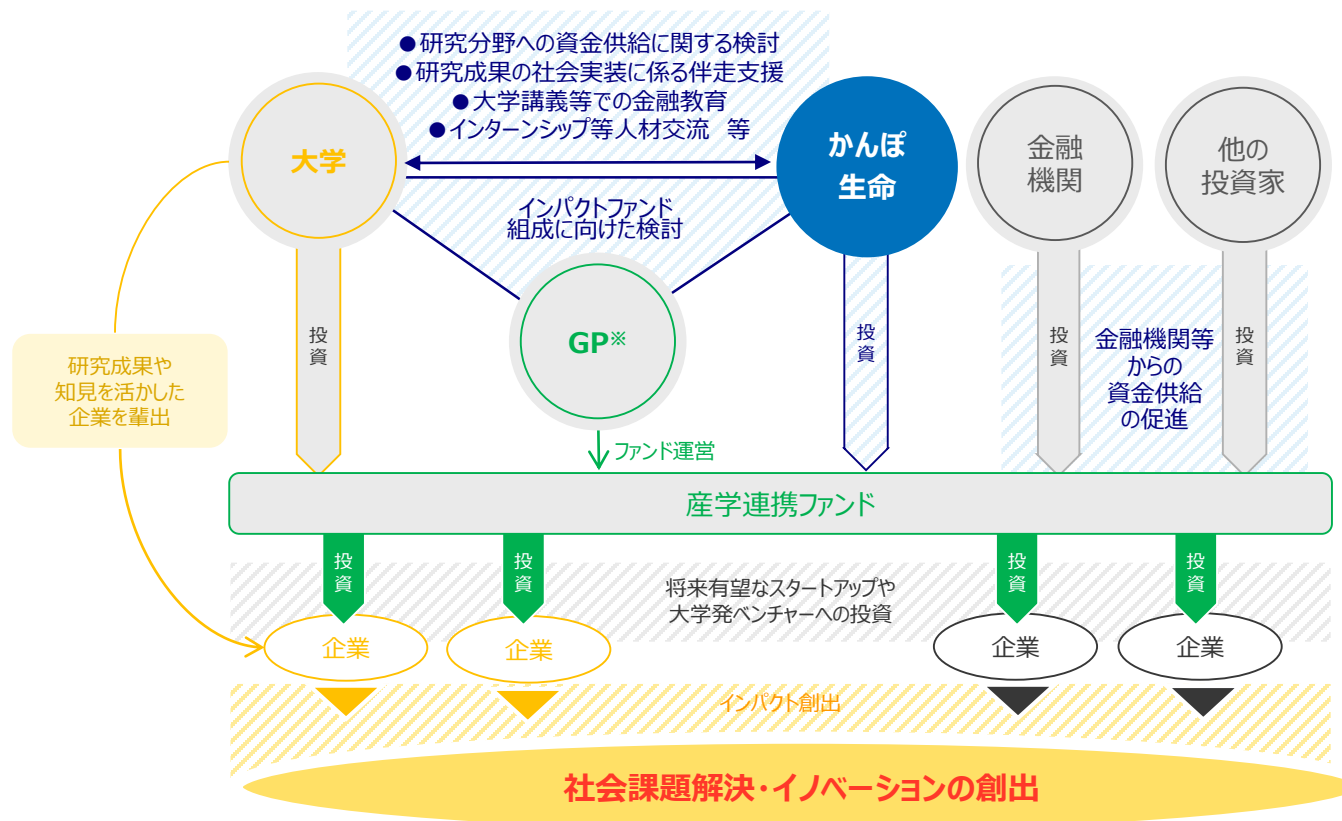 ●研究分野への資金供給に関する検討
●研究成果の社会実装に係る伴走支援
●大学講義等での金融教育
●インターンシップ等人材交流　等
大学
かんぽ
生命
金融
機関
他の
投資家
インパクトファンド
組成に向けた検討
GP※
投資
投資
投資
投資
金融機関等
からの
資金供給
の促進
研究成果や
知見を活かした
企業を輩出
ファンド運営
産学連携ファンド
投資
投資
投資
投資
将来有望なスタートアップや
大学発ベンチャーへの投資
企業
企業
企業
企業
インパクト創出
社会課題解決・イノベーションの創出